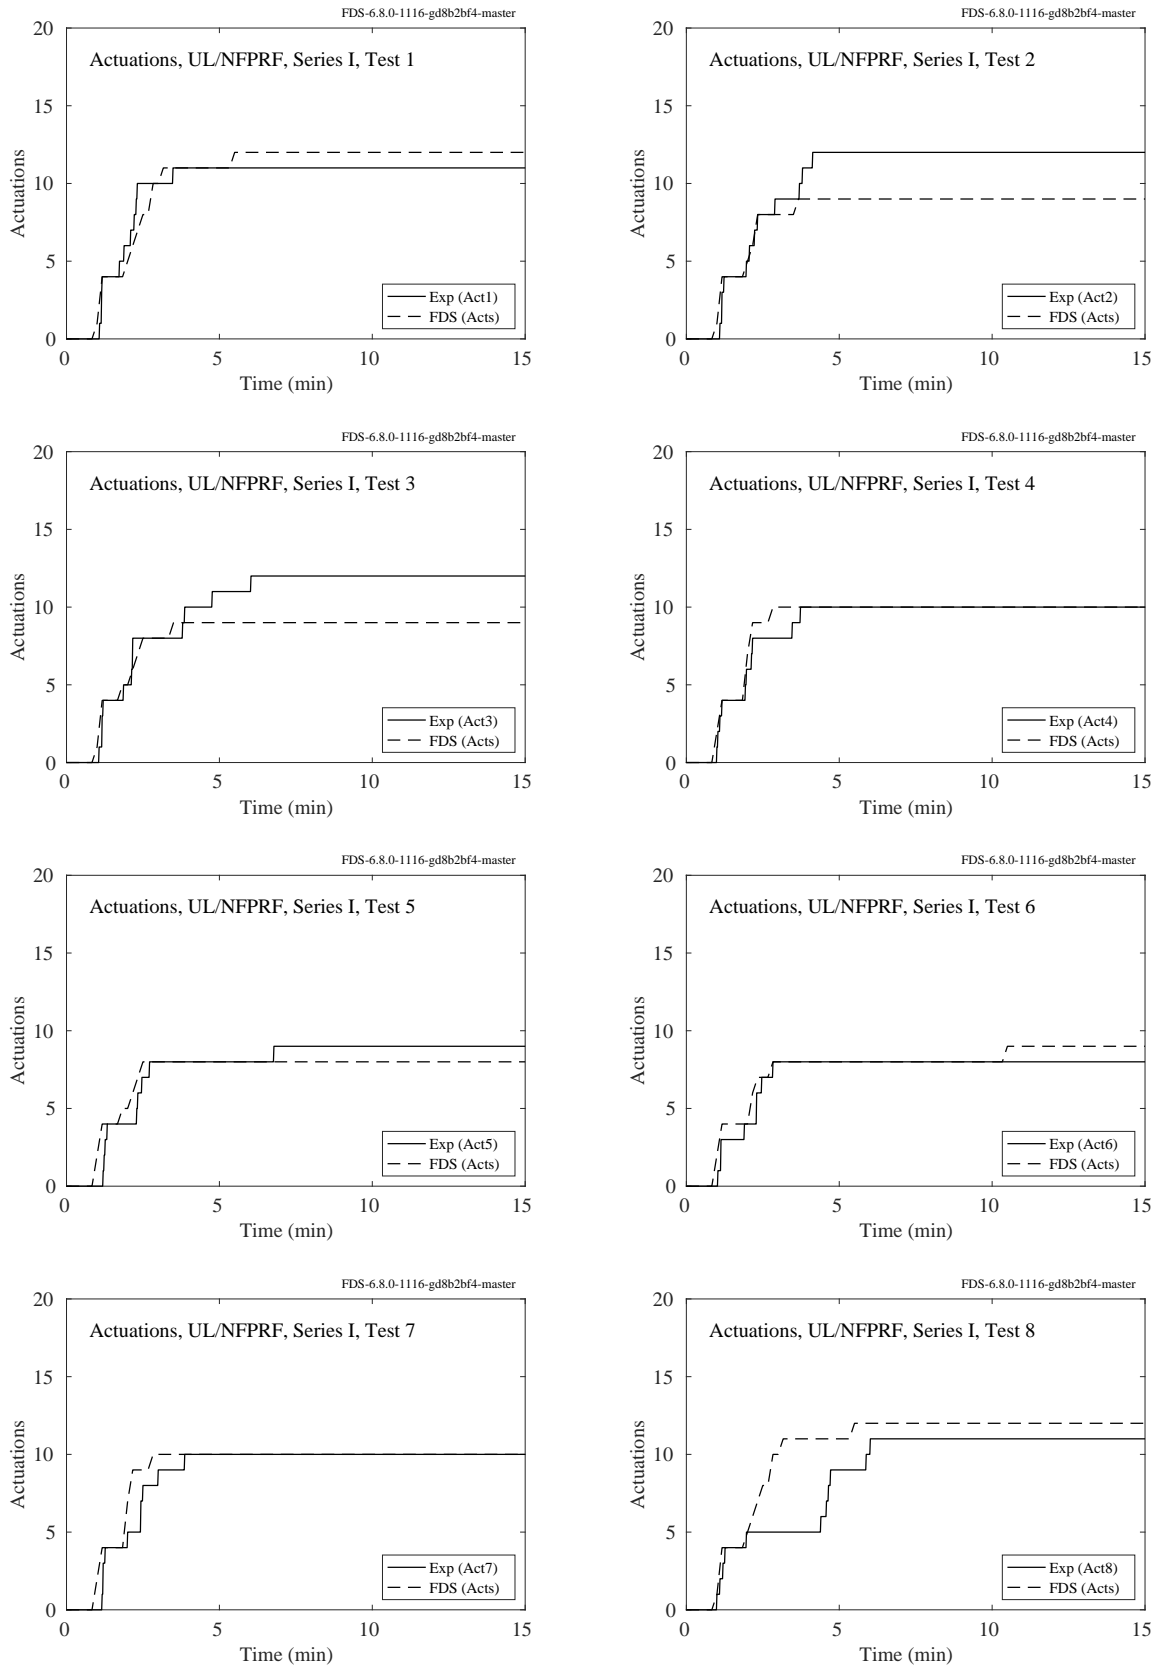 FDS-6.8.0-1116-gd8b2bf4-master
Actuations, UL/NFPRF, Series I, Test 1
20
15
10
5
0
Actuations
Exp (Act1)
FDS (Acts)
0 5 10 15
Time (min)
FDS-6.8.0-1116-gd8b2bf4-master
Actuations, UL/NFPRF, Series I, Test 2
20
15
10
5
0
Actuations
Exp (Act2)
FDS (Acts)
0 5 10 15
Time (min)
FDS-6.8.0-1116-gd8b2bf4-master
Actuations, UL/NFPRF, Series I, Test 3
20
15
10
5
0
Actuations
Exp (Act3)
FDS (Acts)
0 5 10 15
Time (min)
FDS-6.8.0-1116-gd8b2bf4-master
Actuations, UL/NFPRF, Series I, Test 4
20
15
10
5
0
Actuations
Exp (Act4)
FDS (Acts)
0 5 10 15
Time (min)
FDS-6.8.0-1116-gd8b2bf4-master
Actuations, UL/NFPRF, Series I, Test 5
20
15
10
5
0
Actuations
Exp (Act5)
FDS (Acts)
0 5 10 15
Time (min)
FDS-6.8.0-1116-gd8b2bf4-master
Actuations, UL/NFPRF, Series I, Test 6
20
15
10
5
0
Actuations
Exp (Act6)
FDS (Acts)
0 5 10 15
Time (min)
FDS-6.8.0-1116-gd8b2bf4-master
Actuations, UL/NFPRF, Series I, Test 7
20
15
10
5
0
Actuations
Exp (Act7)
FDS (Acts)
0 5 10 15
Time (min)
FDS-6.8.0-1116-gd8b2bf4-master
Actuations, UL/NFPRF, Series I, Test 8
20
15
10
5
0
Actuations
Exp (Act8)
FDS (Acts)
0 5 10 15
Time (min)